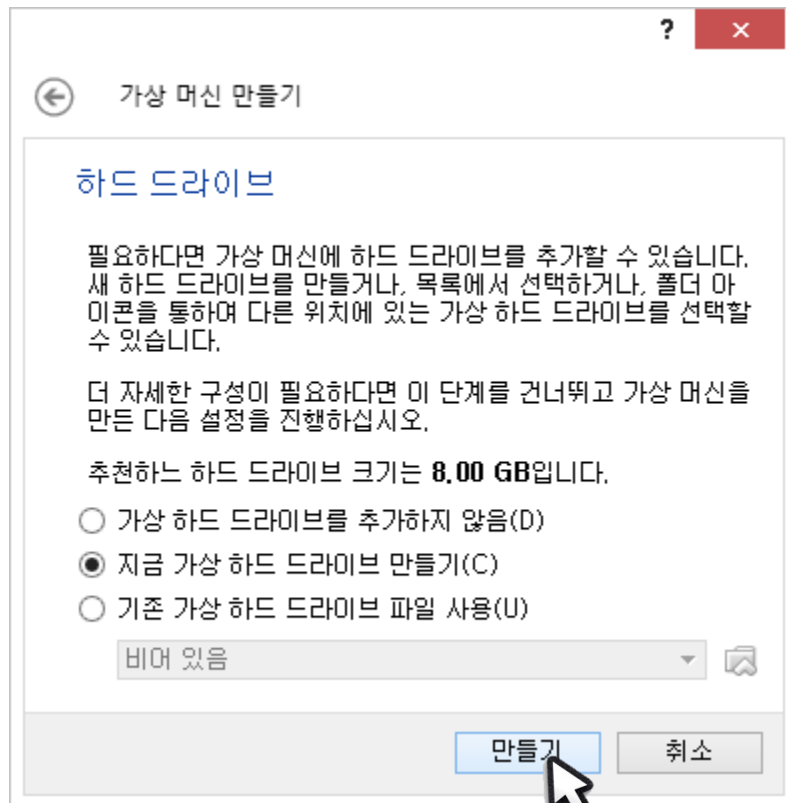 ?
가상 머신 만들기
하드 드라이브
필요하다면 가상 머신에 하드 드라이브를 추가할 수 있습니다.
새 하드 드라이브를 만들거나, 목록에서 선택하거나, 폴더 아
이콘을 통하여 다른 위치에 있는 가상 하드 드라이브를 선택할
수 있습니다.
더 자세한 구성이 필요하다면 이 단계를 건너뛰고 가상 머신을
만든 다음 설정을 진행하십시오.
추천하느 하드 드라이브 크기는 8.00 GB입니다.
가상 하드 드라이브를 추가하지 않음(D)
지금 가상 하드 드라이브 만들기(C)
기존 가상 하드 드라이브 파일 사용(U)
비어 있음
만들기 취소